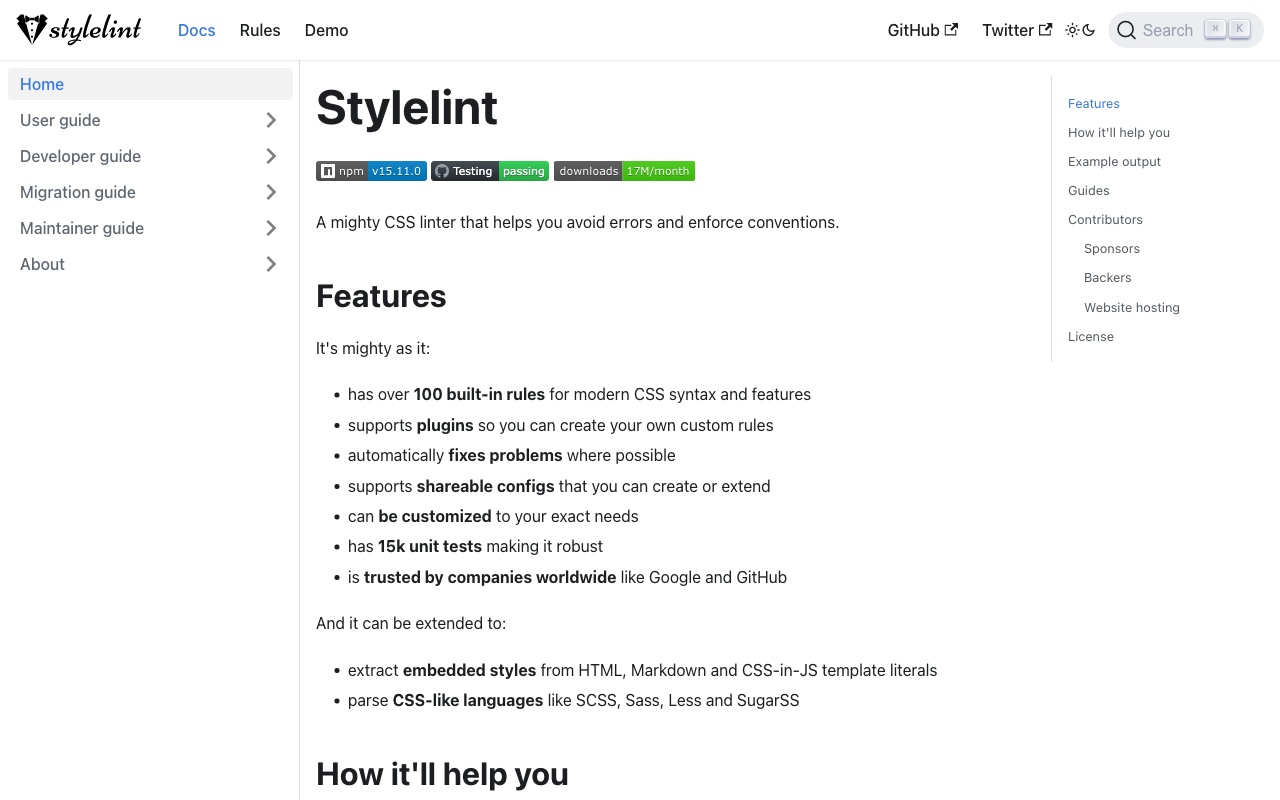 stylelint
Docs
Rules
Demo
GitHub
Twitter
Search
⌘
K
Home
User guide
Developer guide
Migration guide
Maintainer guide
About
Stylelint
npm v15.11.0
Testing passing
downloads 17M/month
A mighty CSS linter that helps you avoid errors and enforce conventions.
Features
It's mighty as it:
• has over 100 built-in rules for modern CSS syntax and features
• supports plugins so you can create your own custom rules
• automatically fixes problems where possible
• supports shareable configs that you can create or extend
• can be customized to your exact needs
• has 15k unit tests making it robust
• is trusted by companies worldwide like Google and GitHub
And it can be extended to:
• extract embedded styles from HTML, Markdown and CSS-in-JS template literals
• parse CSS-like languages like SCSS, Sass, Less and SugarSS
How it'll help you
Features
How it'll help you
Example output
Guides
Contributors
Sponsors
Backers
Website hosting
License